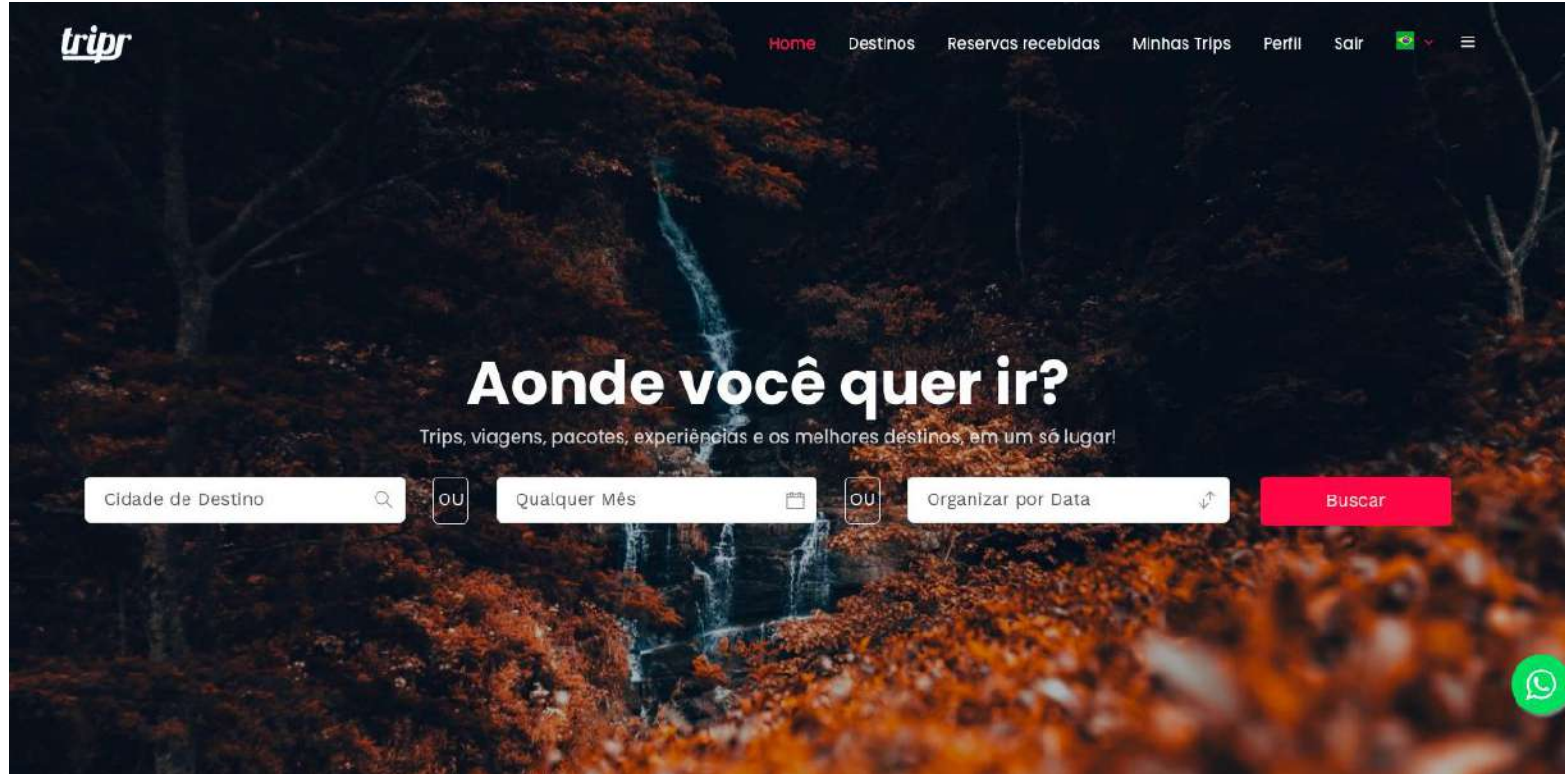 tripr
Home Destinos Reservas recebidas Minhas Trips Perfil Sair
Aonde você quer ir?
Trips, viagens, pacotes, experiências e os melhores destinos, em um só lugar!
Cidade de Destino OU Qualquer Mês OU Organizar por Data Buscar